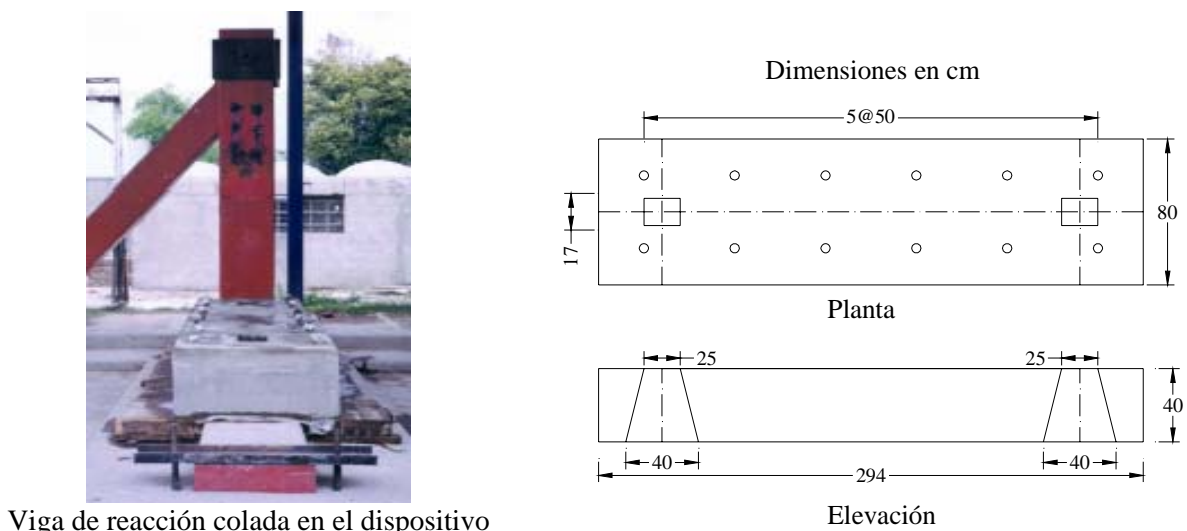 Dimensiones en cm
5@50
17
80
Planta
25
25
40
40
40
294
Elevación
Viga de reacción colada en el dispositivo